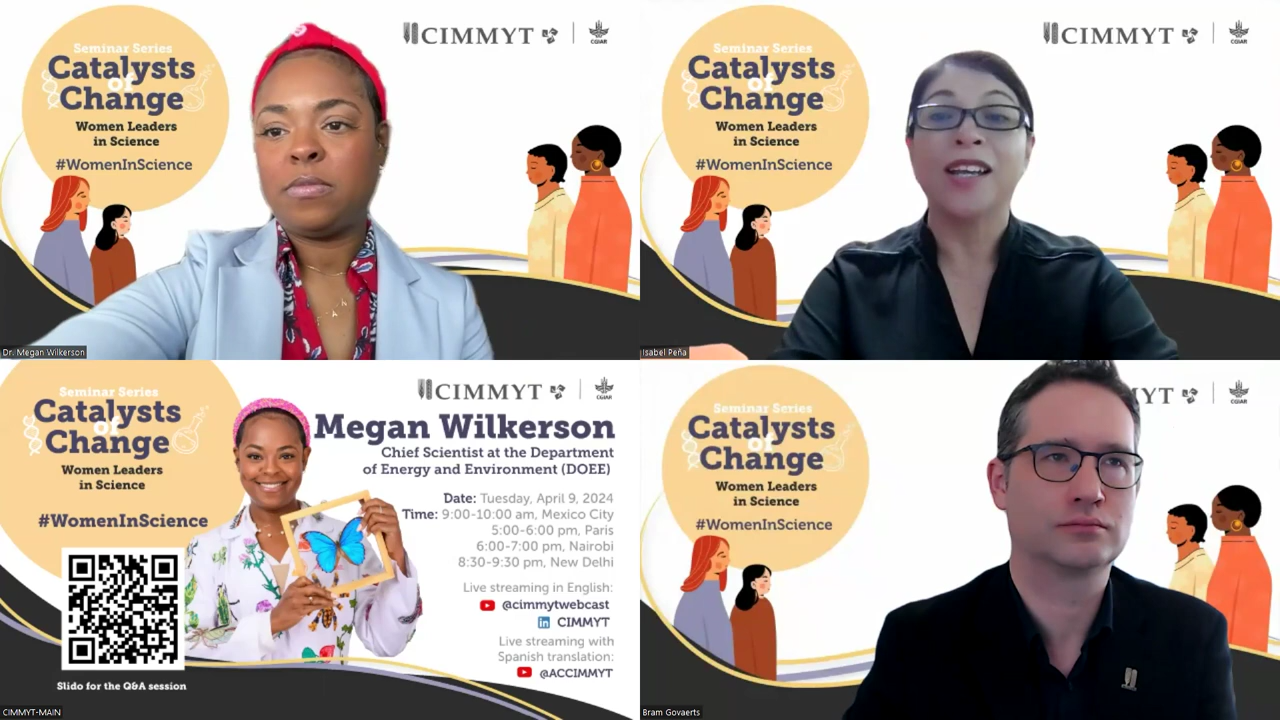 Seminar Series
Catalysts
of
Change
Women Leaders
in Science
#WomenInScience
CIMMYT
CGIAR
Dr. Megan Wilkerson
Seminar Series
Catalysts
of
Change
Women Leaders
in Science
#WomenInScience
CIMMYT
CGIAR
Isabel Peña
Seminar Series
Catalysts
of
Change
Women Leaders
in Science
#WomenInScience
CIMMYT
CGIAR
Megan Wilkerson
Chief Scientist at the Department
of Energy and Environment (DOEE)
Date: Tuesday, April 9, 2024
Time: 9:00-10:00 am, Mexico City
5:00-6:00 pm, Paris
6:00-7:00 pm, Nairobi
8:30-9:30 pm, New Delhi
Live streaming in English:
@cimmytwebcast
in CIMMYT
Live streaming with
Spanish translation:
@ACCIMMYT
Slido for the Q&A session
CIMMYT-MAIN
Seminar Series
Catalysts
of
Change
Women Leaders
in Science
#WomenInScience
MYT
CGIAR
Bram Govaerts